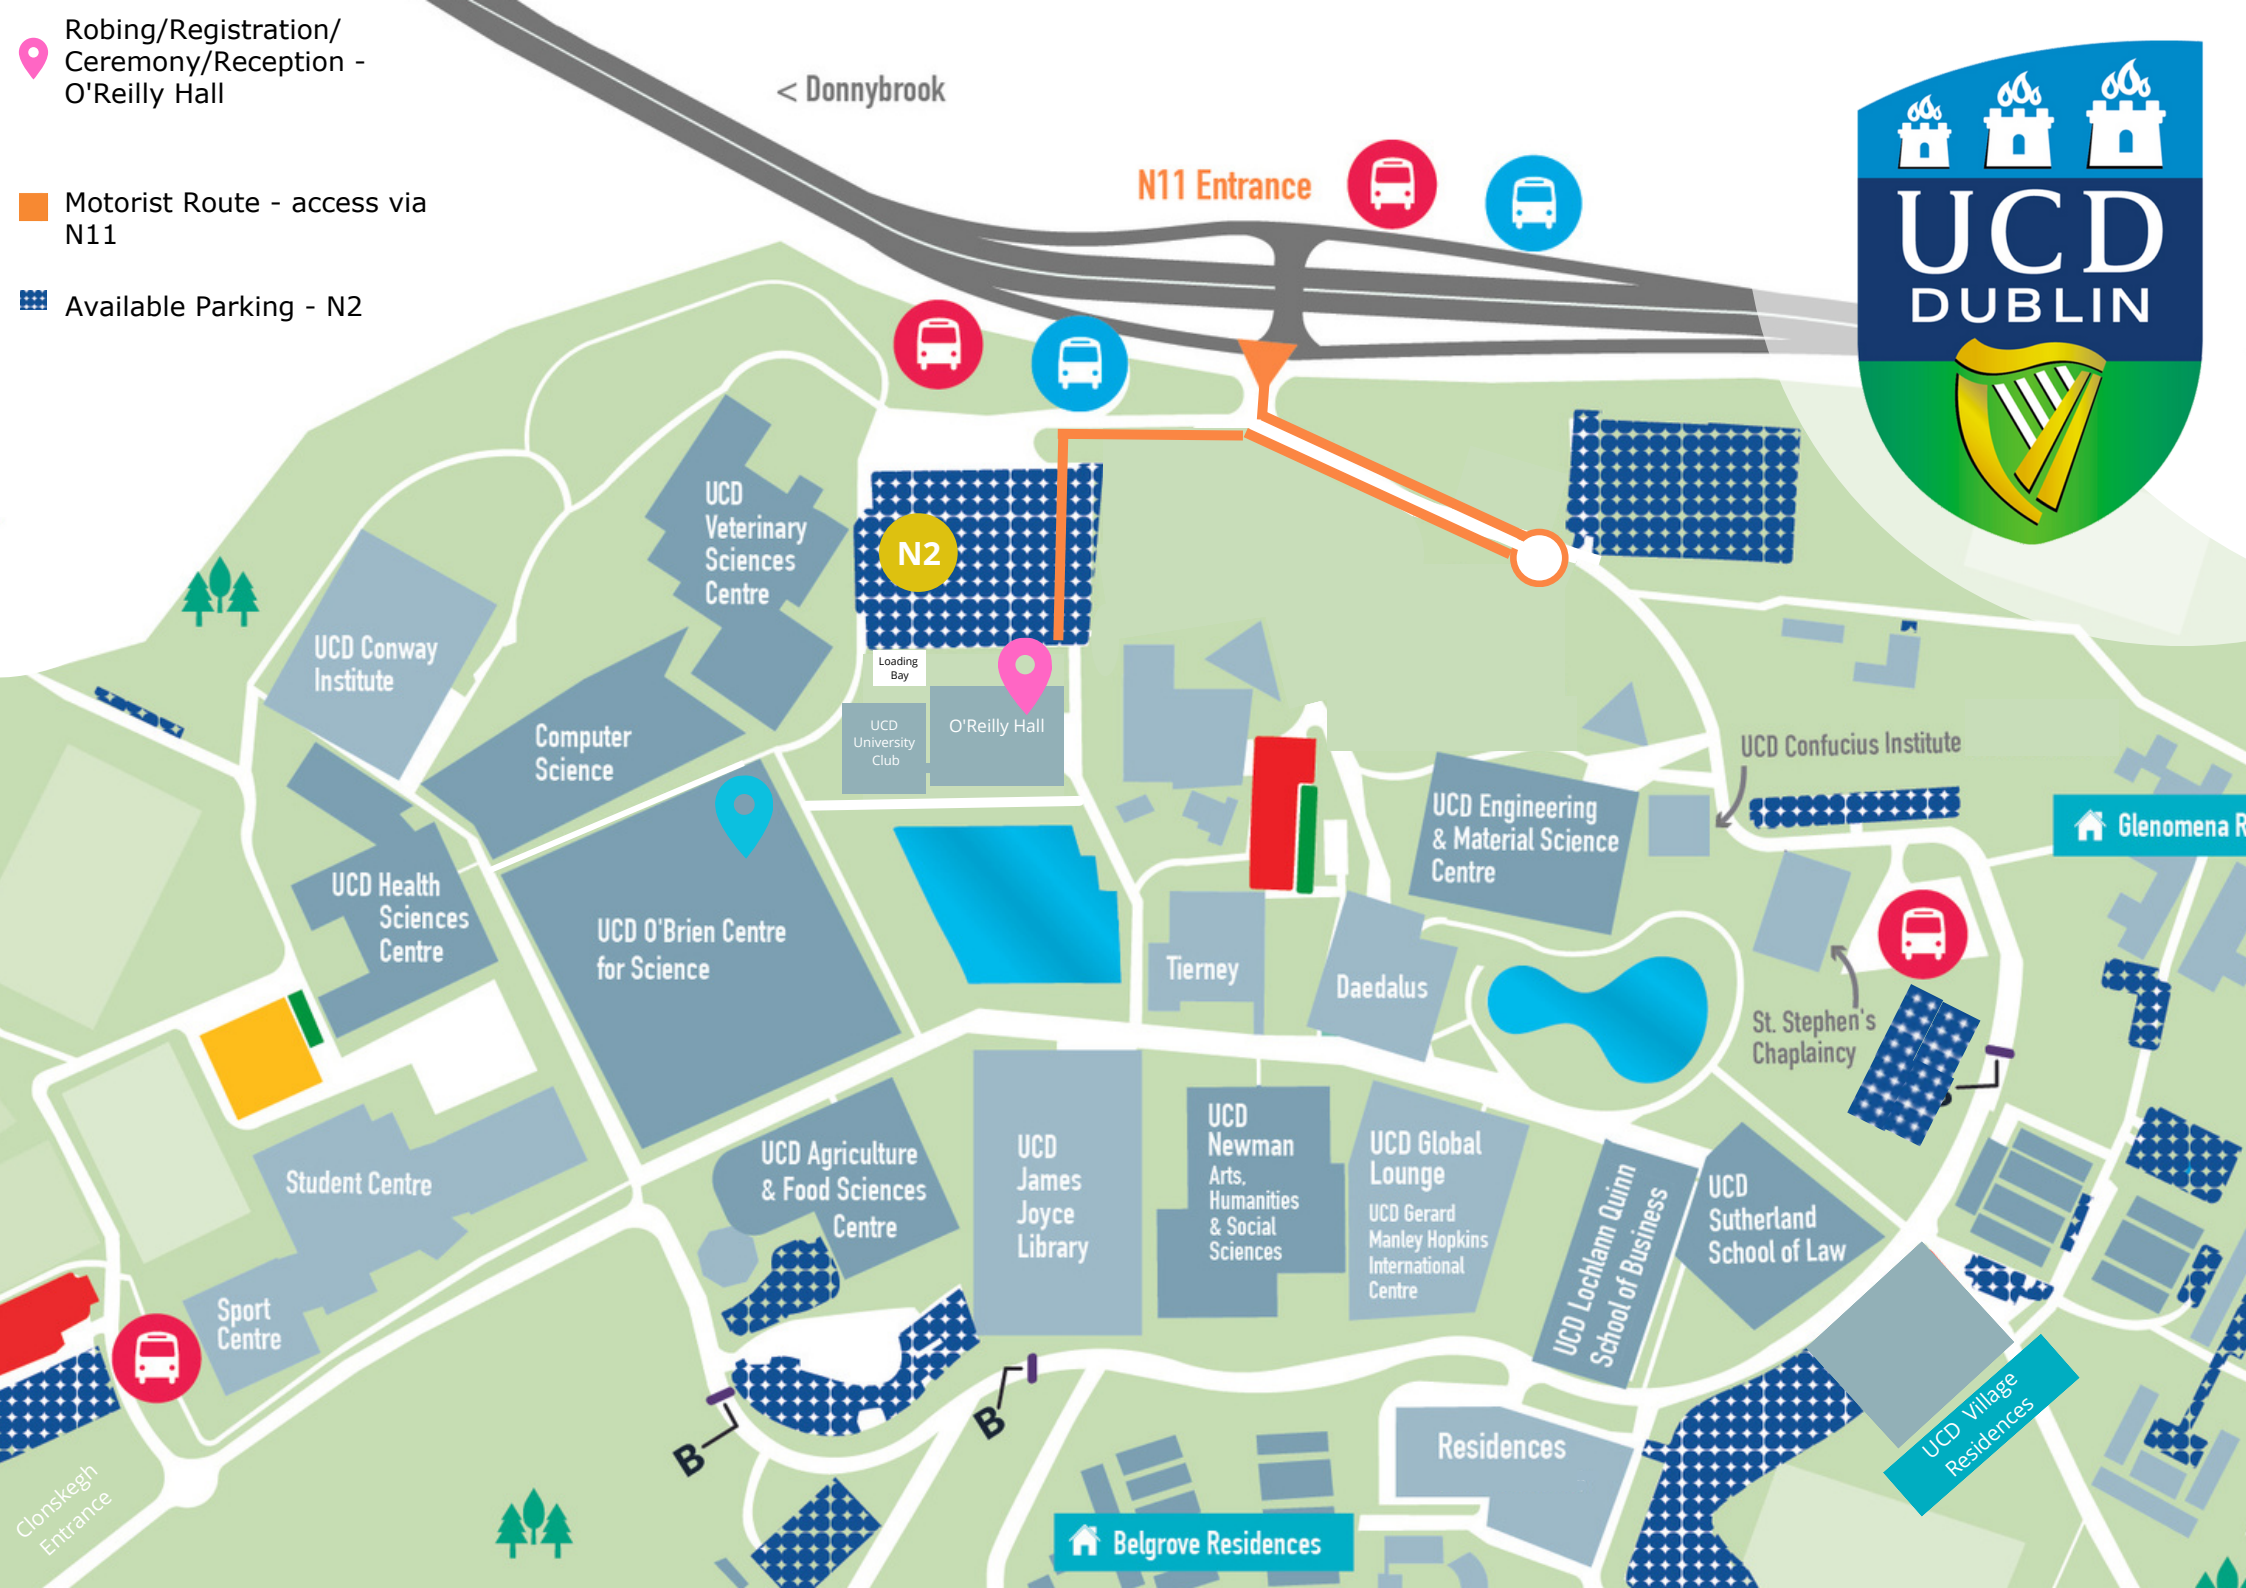 Robing/Registration/
Ceremony/Reception -
O'Reilly Hall
Motorist Route - access via
N11
Available Parking - N2
< Donnybrook
N11 Entrance
UCD
DUBLIN
UCD
Veterinary
Sciences
Centre
N2
UCD Conway
Institute
Loading
Bay
Computer
Science
UCD
University
Club
O'Reilly Hall
UCD Confucius Institute
UCD Engineering
& Material Science
Centre
Glenomena R
UCD Health
Sciences
Centre
UCD O'Brien Centre
for Science
Tierney
Daedalus
St. Stephen's
Chaplaincy
Student Centre
UCD Agriculture
& Food Sciences
Centre
UCD
James
Joyce
Library
UCD
Newman
Arts,
Humanities
& Social
Sciences
UCD Global
Lounge
UCD Gerard
Manley Hopkins
International
Centre
UCD Lochlann Quinn
School of Business
UCD
Sutherland
School of Law
Sport
Centre
B
B
UCD Village
Residences
Residences
Clonskegh
Entrance
Belgrove Residences